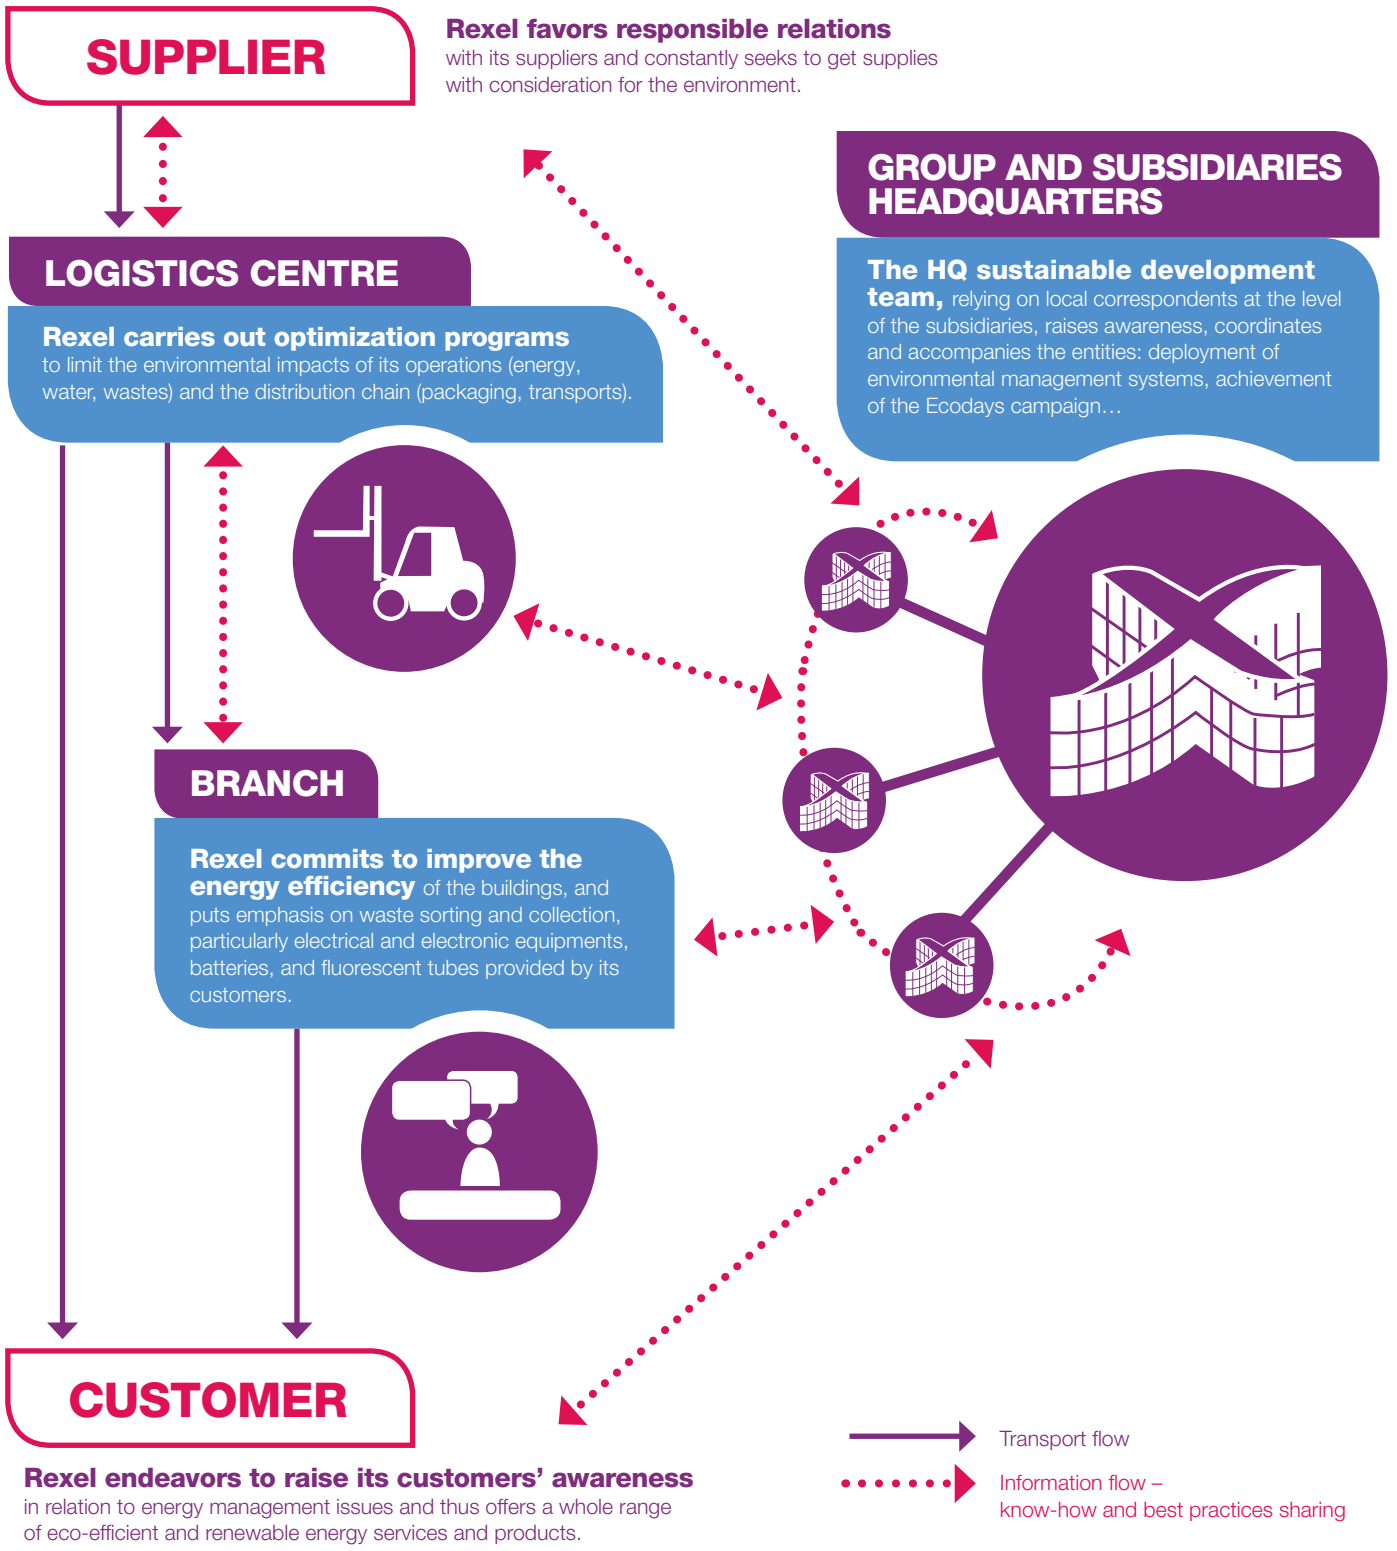 SUPPLIER
Rexel favors responsible relations
with its suppliers and constantly seeks to get supplies
with consideration for the environment.
GROUP AND SUBSIDIARIES
HEADQUARTERS
The HQ sustainable development
team, relying on local correspondents at the level
of the subsidiaries, raises awareness, coordinates
and accompanies the entities: deployment of
environmental management systems, achievement
of the Ecodays campaign…
LOGISTICS CENTRE
Rexel carries out optimization programs
to limit the environmental impacts of its operations (energy,
water, wastes) and the distribution chain (packaging, transports).
BRANCH
Rexel commits to improve the
energy efficiency of the buildings, and
puts emphasis on waste sorting and collection,
particularly electrical and electronic equipments,
batteries, and fluorescent tubes provided by its
customers.
CUSTOMER
Rexel endeavors to raise its customers’ awareness
in relation to energy management issues and thus offers a whole range
of eco-efficient and renewable energy services and products.
Transport flow
Information flow –
know-how and best practices sharing